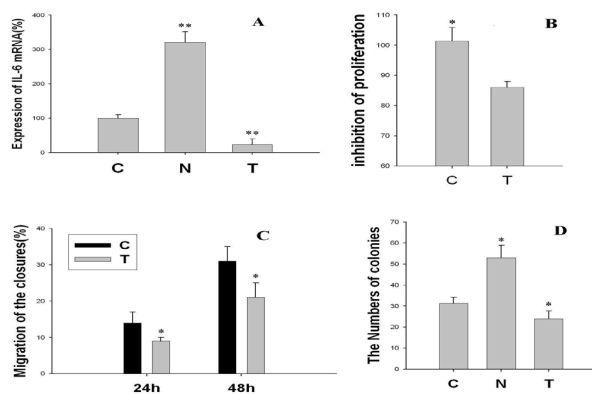 A
Expression of IL-6 mRNA(%)
400
300
200
100
0
**
**
C N T
B
inhibition of proliferation
110
100
90
80
70
60
*
C T
C
Migration of the closures(%)
40
30
20
10
0
C
T
*
*
24h 48h
D
The Numbers of colonies
70
60
50
40
30
20
10
0
*
*
C N T